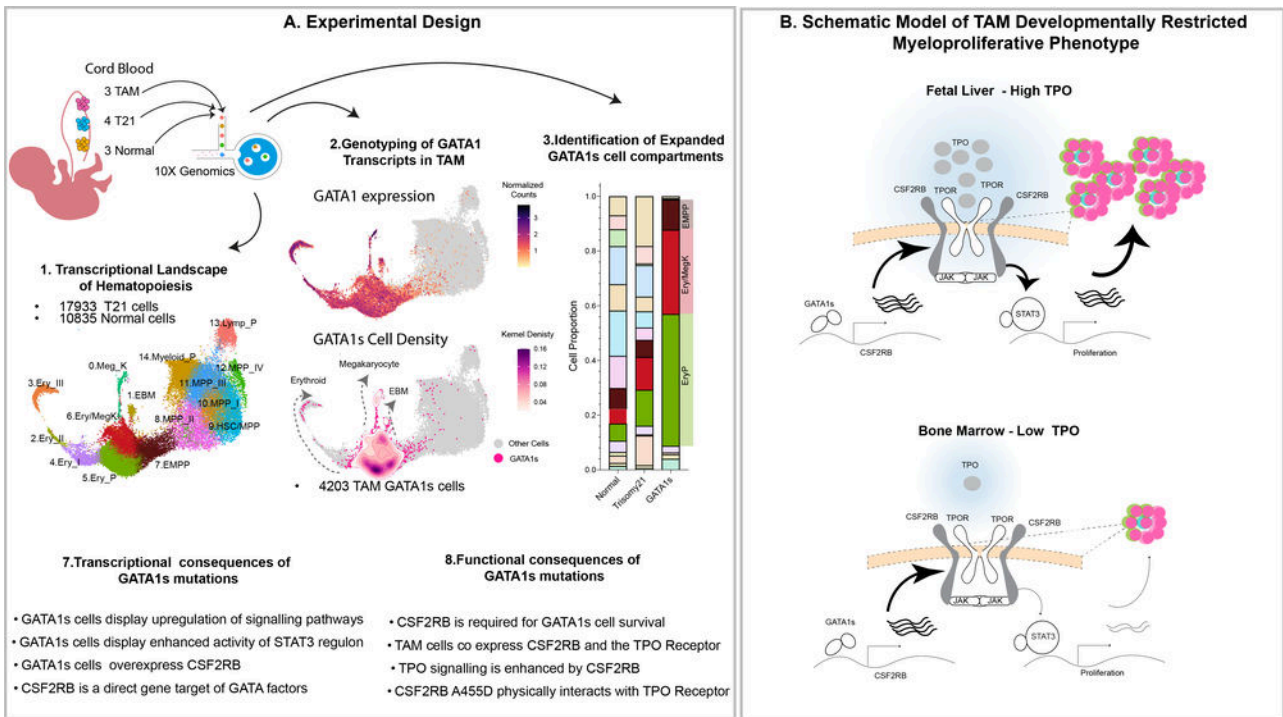 A. Experimental Design
Cord Blood
3 TAM
4 T21
3 Normal
10X Genomics
1. Transcriptional Landscape
of Hematopoiesis
• 17933 T21 cells
• 10835 Normal cells
13.Lymp_P
14.Myeloid_P
0.Meg_K
12.MPP_IV
3.Ery_III
11.MPP_III
1.EBM
10.MPP_I
6.Ery/MegK
8.MPP_II
9.HSC/MPP
2.Ery_II
4.Ery_I
7.EMPP
5.Ery_P
2.Genotyping of GATA1
Transcripts in TAM
GATA1 expression
Normalized
Counts
3
2
1
GATA1s Cell Density
Kernel Denisty
0.16
0.12
0.08
0.04
Megakaryocyte
Erythroid
EBM
Other Cells
GATA1s
• 4203 TAM GATA1s cells
3.Identification of Expanded
GATA1s cell compartments
Cell Proportion
1.0
0.8
0.6
0.4
0.2
0.0
EMPP
Ery/MegK
EryP
Normal
Trisomy21
GATA1s
7.Transcriptional consequences of
GATA1s mutations
• GATA1s cells display upregulation of signalling pathways
• GATA1s cells display enhanced activity of STAT3 regulon
• GATA1s cells overexpress CSF2RB
• CSF2RB is a direct gene target of GATA factors
8.Functional consequences of
GATA1s mutations
• CSF2RB is required for GATA1s cell survival
• TAM cells co express CSF2RB and the TPO Receptor
• TPO signalling is enhanced by CSF2RB
• CSF2RB A455D physically interacts with TPO Receptor
B. Schematic Model of TAM Developmentally Restricted
Myeloproliferative Phenotype
Fetal Liver - High TPO
TPO
CSF2RB
TPOR
TPOR
CSF2RB
JAK
JAK
GATA1s
STAT3
CSF2RB
Proliferation
Bone Marrow - Low TPO
TPO
CSF2RB
TPOR
TPOR
CSF2RB
JAK
JAK
GATA1s
STAT3
CSF2RB
Proliferation